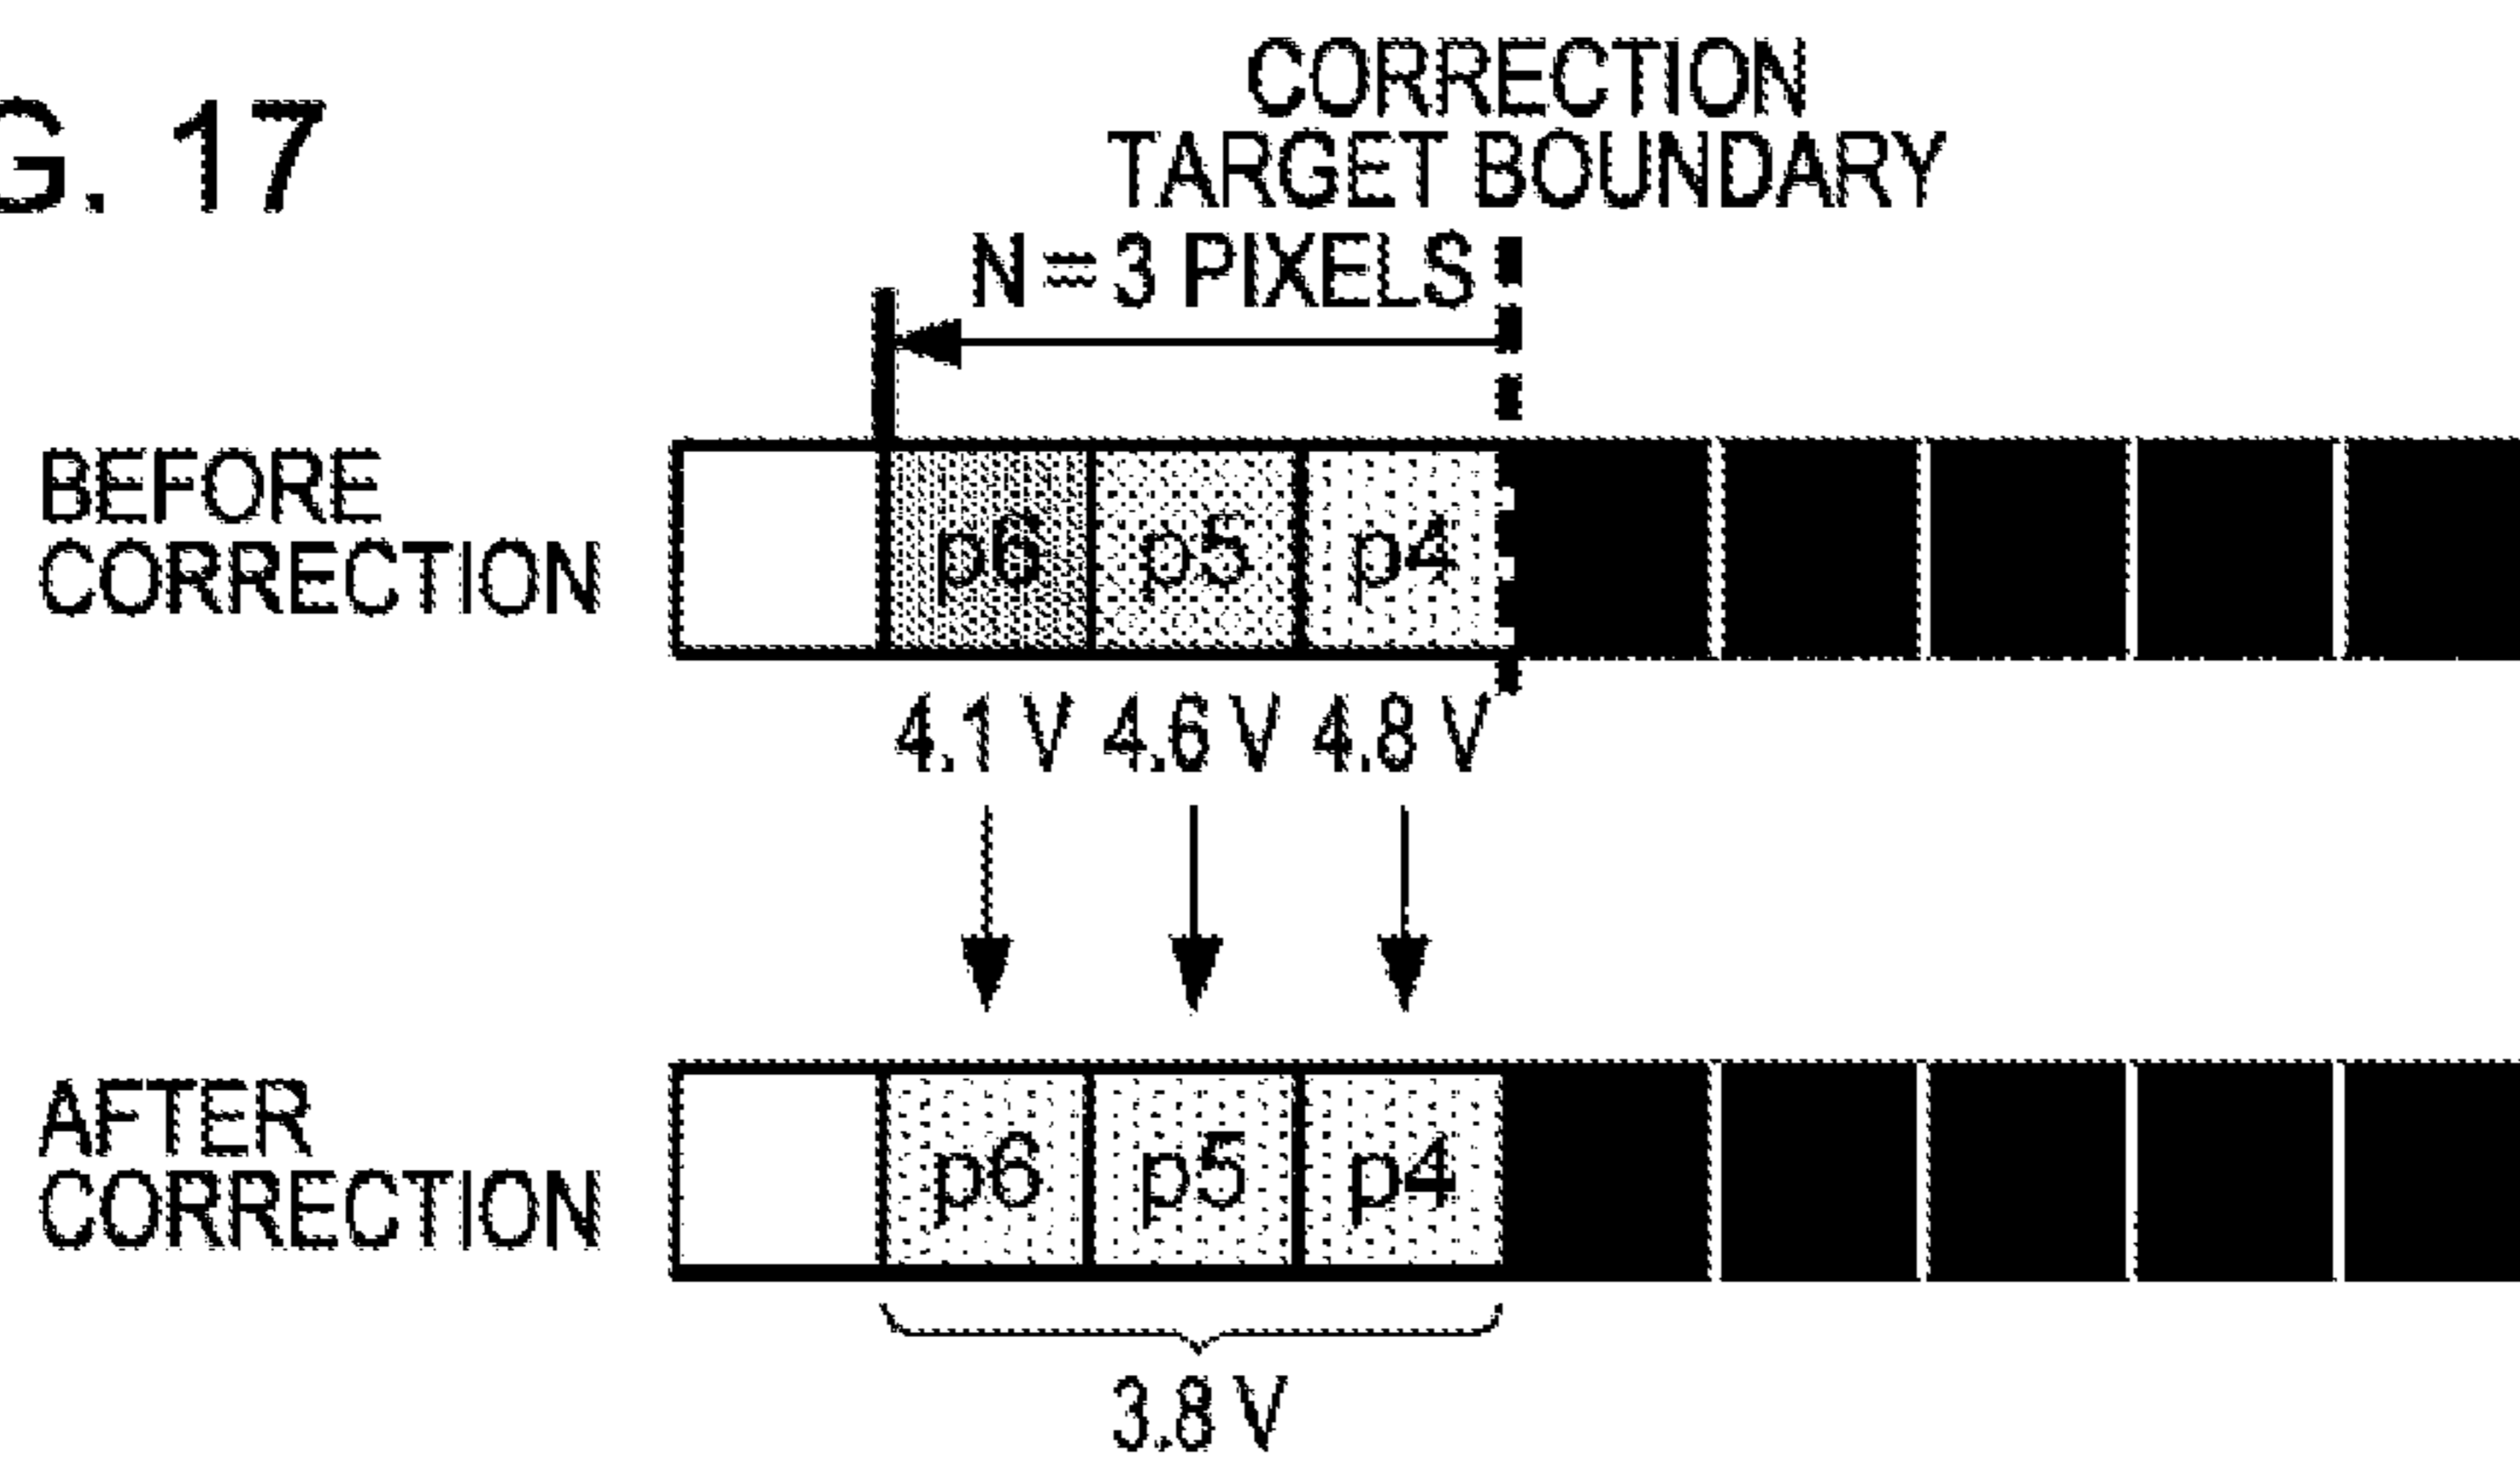 G. 17
CORRECTION
TARGET BOUNDARY
N = 3 PIXELS
BEFORE
CORRECTION
p6 p5 p4
4.1 V 4.6 V 4.8 V
AFTER
CORRECTION
p6 p5 p4
3.8 V